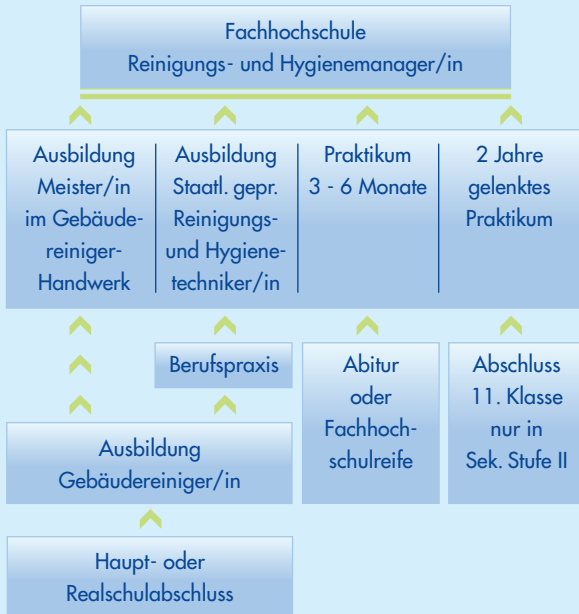 Fachhochschule
Reinigungs- und Hygienemanager/in
Ausbildung
Meister/in
im Gebäude-
reiniger-
Handwerk
Ausbildung
Staatl. gepr.
Reinigungs-
und Hygiene-
techniker/in
Praktikum
3 - 6 Monate
2 Jahre
gelenktes
Praktikum
Berufspraxis
Abitur
oder
Fachhoch-
schulreife
Abschluss
11. Klasse
nur in
Sek. Stufe II
Ausbildung
Gebäudereiniger/in
Haupt- oder
Realschulabschluss